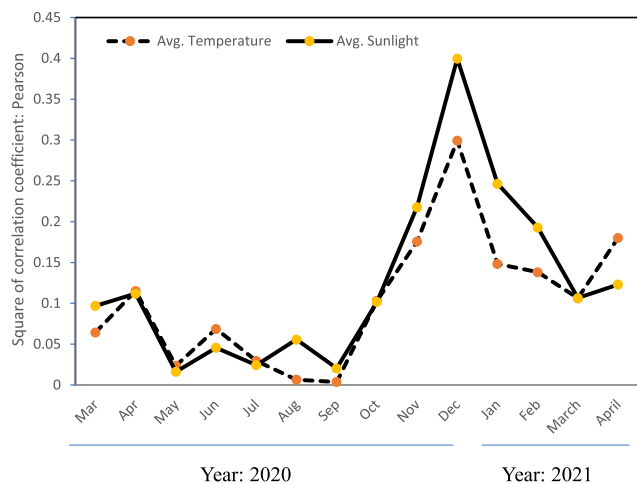 Square of correlation coefficient: Pearson
0.45
0.4
0.35
0.3
0.25
0.2
0.15
0.1
0.05
0
Avg. Temperature Avg. Sunlight
Mar Apr May Jun Jul Aug Sep Oct Nov Dec Jan Feb March April
Year: 2020 Year: 2021